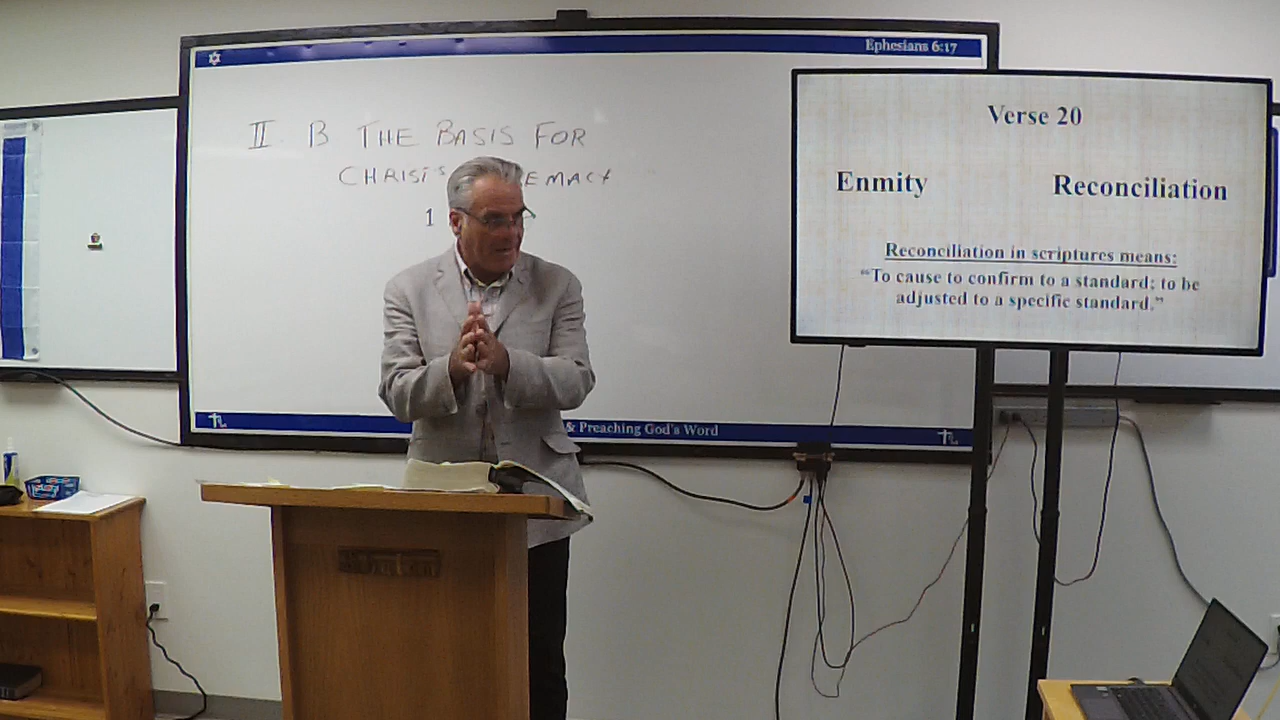 Ephesians 6:17
II. B THE BASIS FOR
CHRIST'S EMACY
1
& Preaching God's Word
Verse 20
Enmity Reconciliation
Reconciliation in scriptures means:
“To cause to confirm to a standard; to be
adjusted to a specific standard.”